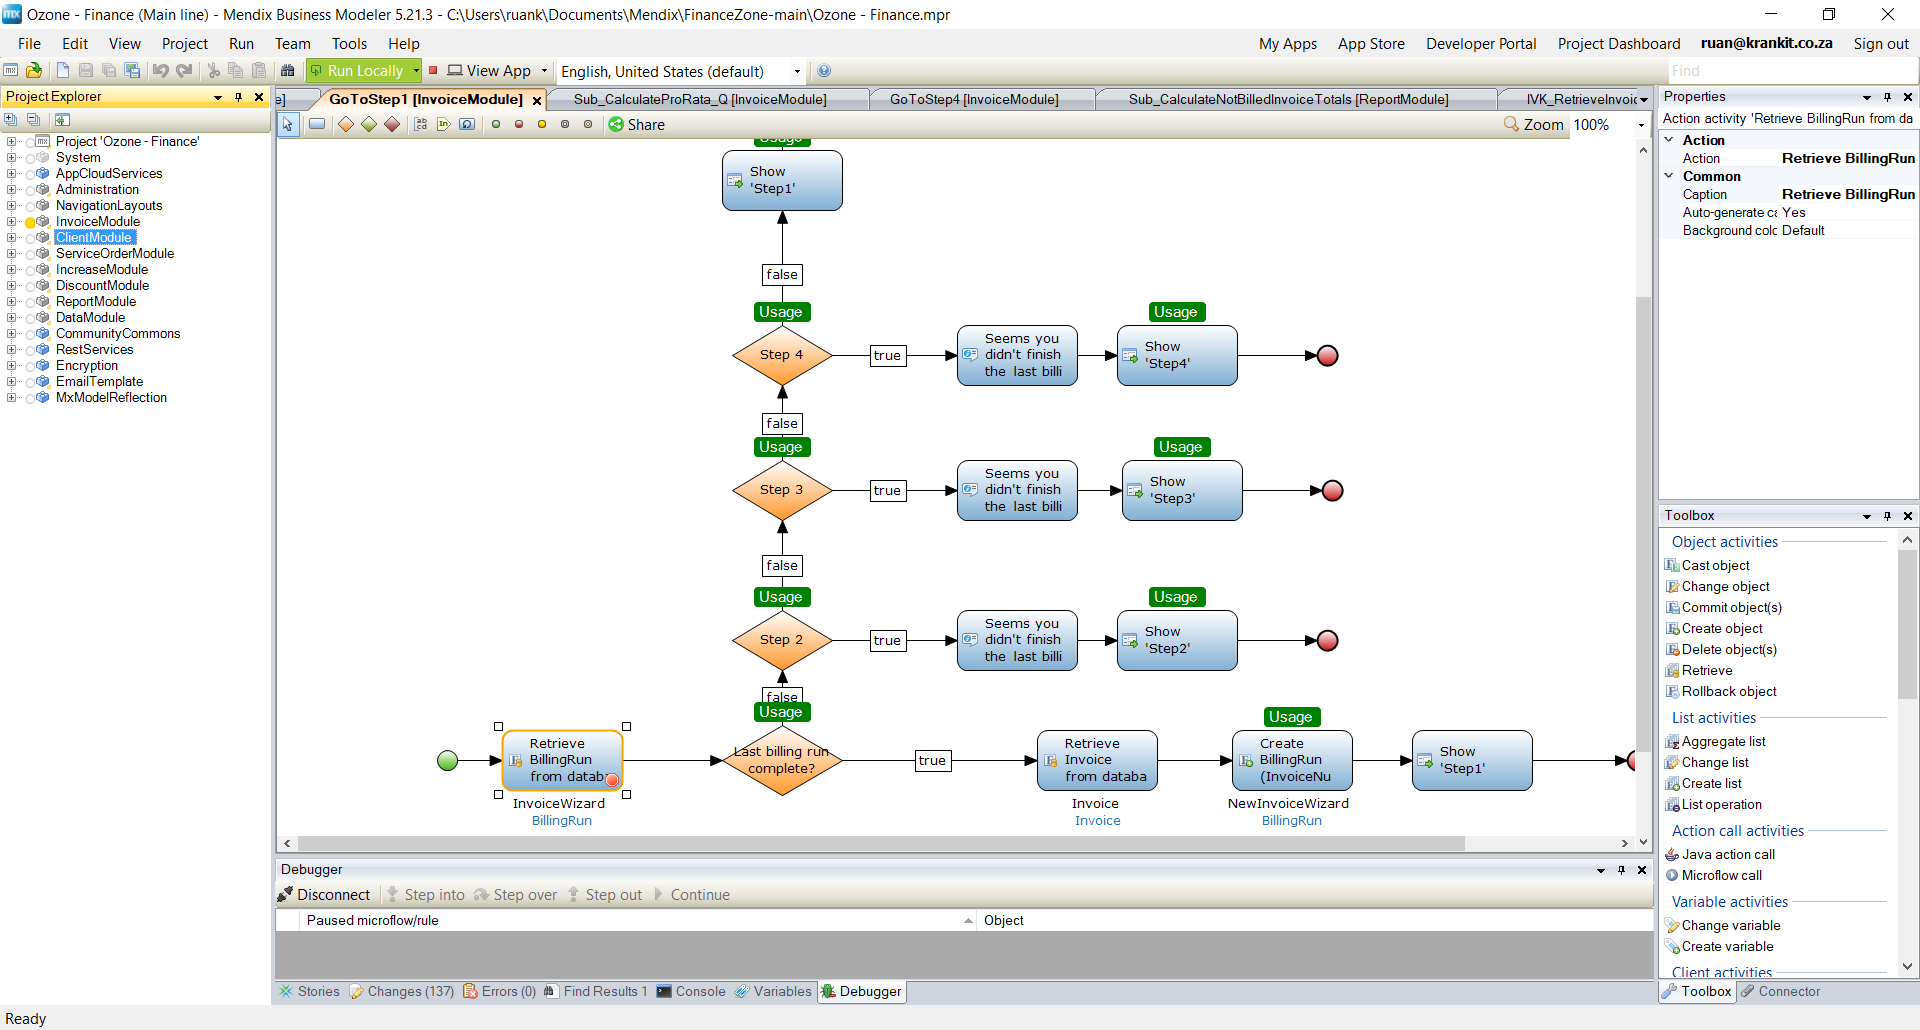 Ozone - Finance (Main line) - Mendix Business Modeler 5.21.3 - C:\Users\ruank\Documents\Mendix\FinanceZone-main\Ozone - Finance.mpr
File Edit View Project Run Team Tools Help
My Apps App Store Developer Portal Project Dashboard ruan@krankit.co.za Sign out
Run Locally View App English, United States (default) Find
Project Explorer
Project 'Ozone - Finance'
System
AppCloudServices
Administration
NavigationLayouts
InvoiceModule
ClientModule
ServiceOrderModule
IncreaseModule
DiscountModule
ReportModule
DataModule
CommunityCommons
RestServices
Encryption
EmailTemplate
MxModelReflection
e] GoToStep1 [InvoiceModule] Sub_CalculateProRata_Q [InvoiceModule] GoToStep4 [InvoiceModule] Sub_CalculateNotBilledInvoiceTotals [ReportModule] IVK_RetrieveInvoic
Share Zoom 100%
Usage
Show
'Step1'
false
Usage
Step 4
true
Seems you
didn't finish
the last billi
Usage
Show
'Step4'
false
Usage
Step 3
true
Seems you
didn't finish
the last billi
Usage
Show
'Step3'
false
Usage
Step 2
true
Seems you
didn't finish
the last billi
Usage
Show
'Step2'
false
Usage
Retrieve
BillingRun
from datab
InvoiceWizard
BillingRun
Last billing run
complete?
true
Retrieve
Invoice
from databa
Invoice
Invoice
Usage
Create
BillingRun
(InvoiceNu
NewInvoiceWizard
BillingRun
Show
'Step1'
Debugger
Disconnect Step into Step over Step out Continue
Paused microflow/rule Object
Stories Changes (137) Errors (0) Find Results 1 Console Variables Debugger
Properties
Action activity 'Retrieve BillingRun from da
Action
Action Retrieve BillingRun
Common
Caption Retrieve BillingRun
Auto-generate ca Yes
Background colc Default
Toolbox
Object activities
Cast object
Change object
Commit object(s)
Create object
Delete object(s)
Retrieve
Rollback object
List activities
Aggregate list
Change list
Create list
List operation
Action call activities
Java action call
Microflow call
Variable activities
Change variable
Create variable
Client activities
Toolbox Connector
Ready